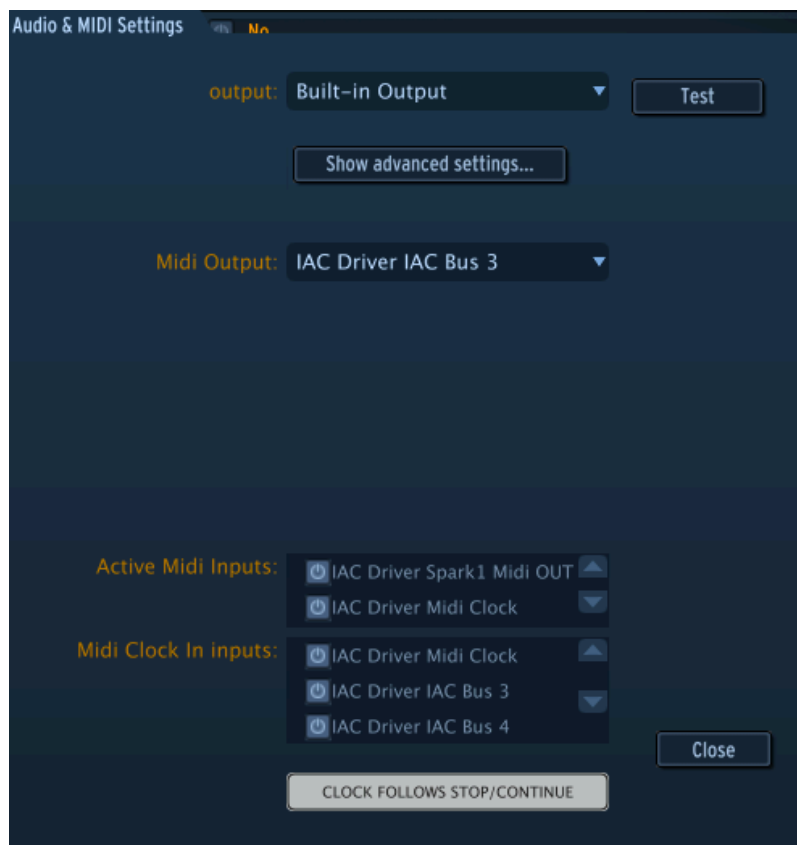 Audio & MIDI Settings
No
output: Built-in Output Test
Show advanced settings...
Midi Output: IAC Driver IAC Bus 3
Active Midi Inputs: IAC Driver Spark1 Midi OUT
IAC Driver Midi Clock
Midi Clock In inputs: IAC Driver Midi Clock
IAC Driver IAC Bus 3
IAC Driver IAC Bus 4
Close
CLOCK FOLLOWS STOP/CONTINUE